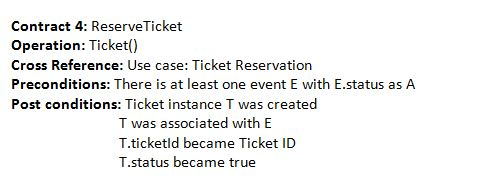 Contract 4: ReserveTicket
Operation: Ticket()
Cross Reference: Use case: Ticket Reservation
Preconditions: There is at least one event E with E.status as A
Post conditions: Ticket instance T was created
T was associated with E
T.ticketId became Ticket ID
T.status became true